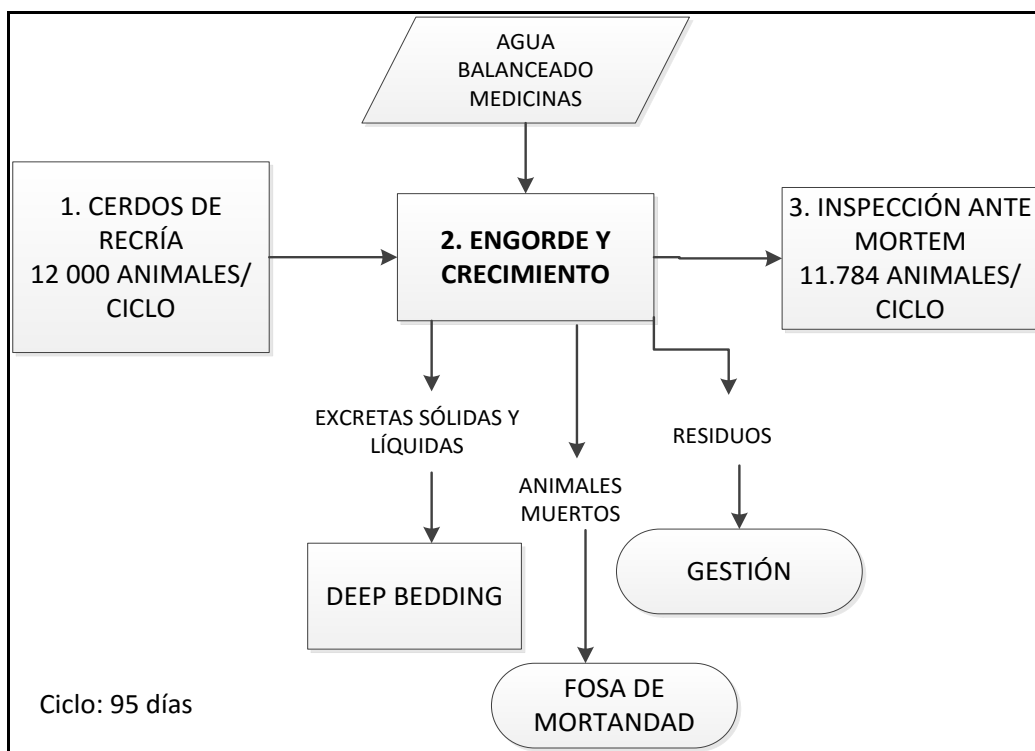 AGUA
BALANCEADO
MEDICINAS
1. CERDOS DE
RECRÍA
12 000 ANIMALES/
CICLO
2. ENGORDE Y
CRECIMIENTO
3. INSPECCIÓN ANTE
MORTEM
11.784 ANIMALES/
CICLO
EXCRETAS SÓLIDAS Y
LÍQUIDAS
ANIMALES
MUERTOS
RESIDUOS
DEEP BEDDING
GESTIÓN
FOSA DE
MORTANDAD
Ciclo: 95 días